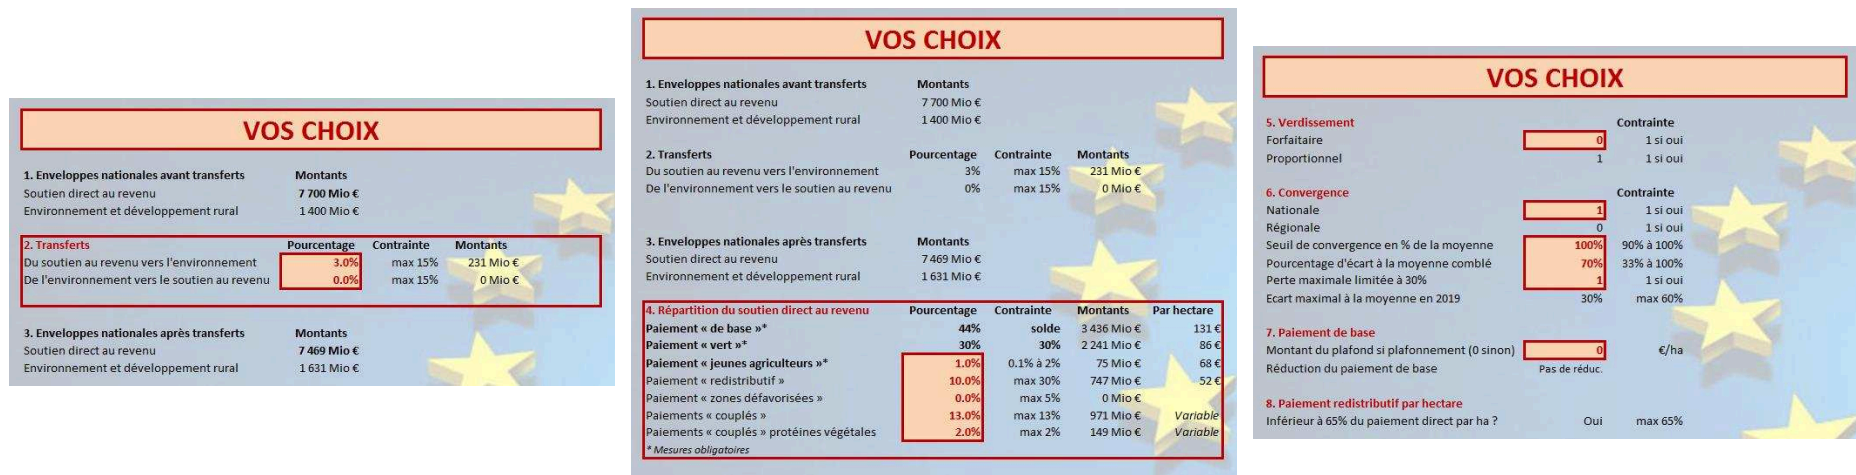 VOS CHOIX
1. Enveloppes nationales avant transferts Montants
Soutien direct au revenu 7 700 Mio €
Environnement et développement rural 1 400 Mio €
2. Transferts Pourcentage Contrainte Montants
Du soutien au revenu vers l'environnement 3.0% max 15% 231 Mio €
De l'environnement vers le soutien au revenu 0.0% max 15% 0 Mio €
3. Enveloppes nationales après transferts Montants
Soutien direct au revenu 7 469 Mio €
Environnement et développement rural 1 631 Mio €
VOS CHOIX
1. Enveloppes nationales avant transferts Montants
Soutien direct au revenu 7 700 Mio €
Environnement et développement rural 1 400 Mio €
2. Transferts Pourcentage Contrainte Montants
Du soutien au revenu vers l'environnement 3% max 15% 231 Mio €
De l'environnement vers le soutien au revenu 0% max 15% 0 Mio €
3. Enveloppes nationales après transferts Montants
Soutien direct au revenu 7 469 Mio €
Environnement et développement rural 1 631 Mio €
4. Répartition du soutien direct au revenu Pourcentage Contrainte Montants Par hectare
Paiement « de base »* 44% solde 3 436 Mio € 131 €
Paiement « vert »* 30% 30% 2 241 Mio € 86 €
Paiement « jeunes agriculteurs »* 1.0% 0.1% à 2% 75 Mio € 68 €
Paiement « redistributif » 10.0% max 30% 747 Mio € 52 €
Paiement « zones défavorisées » 0.0% max 5% 0 Mio €
Paiements « couplés » 13.0% max 13% 971 Mio € Variable
Paiements « couplés » protéines végétales 2.0% max 2% 149 Mio € Variable
* Mesures obligatoires
VOS CHOIX
5. Verdissement Contrainte
Forfaitaire 0 1 si oui
Proportionnel 1 1 si oui
6. Convergence Contrainte
Nationale 1 1 si oui
Régionale 0 1 si oui
Seuil de convergence en % de la moyenne 100% 90% à 100%
Pourcentage d'écart à la moyenne comblé 70% 33% à 100%
Perte maximale limitée à 30% 1 1 si oui
Ecart maximal à la moyenne en 2019 30% max 60%
7. Paiement de base
Montant du plafond si plafonnement (0 sinon) 0 €/ha
Réduction du paiement de base Pas de réduc.
8. Paiement redistributif par hectare
Inférieur à 65% du paiement direct par ha ? Oui max 65%